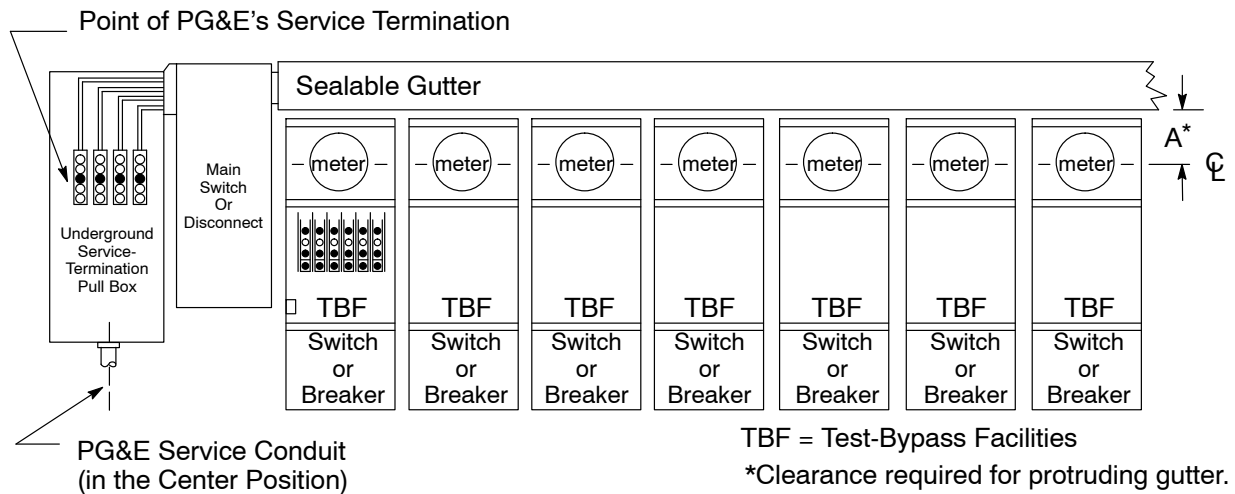 Point of PG&E's Service Termination
Sealable Gutter
A*
℄
meter meter meter meter meter meter meter
Main
Switch
Or
Disconnect
Underground
Service-
Termination
Pull Box
TBF TBF TBF TBF TBF TBF TBF
Switch Switch Switch Switch Switch Switch Switch
or or or or or or or
Breaker Breaker Breaker Breaker Breaker Breaker Breaker
PG&E Service Conduit
(in the Center Position)
TBF = Test-Bypass Facilities
*Clearance required for protruding gutter.